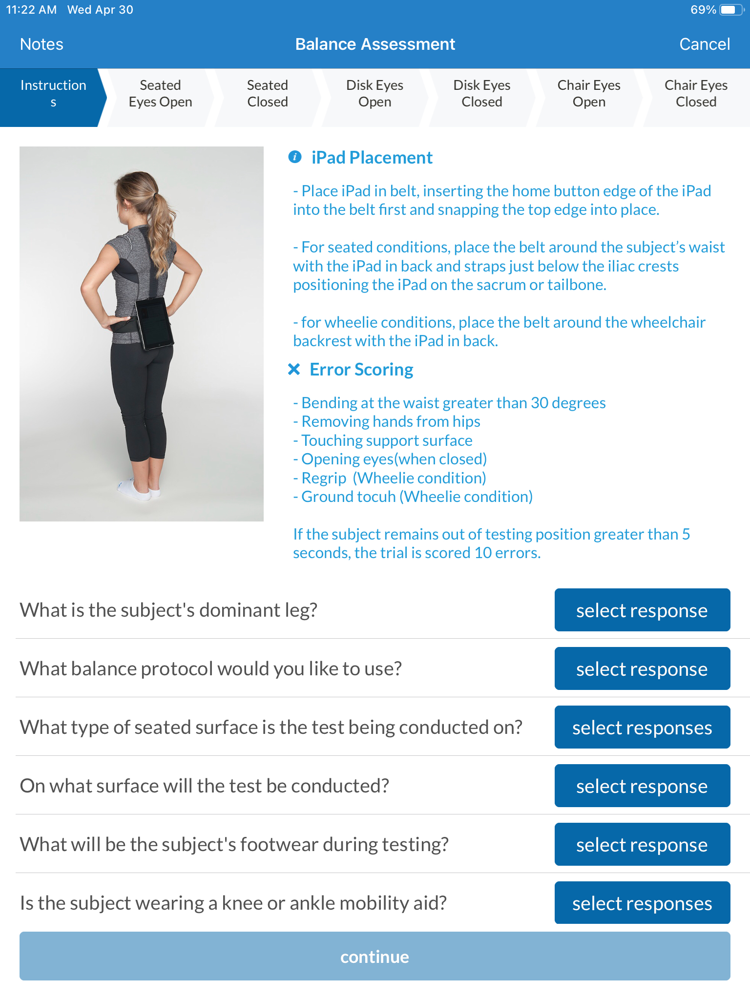 11:22 AM Wed Apr 30
69%
Notes
Balance Assessment
Cancel
Instruction
s
Seated
Eyes Open
Seated
Closed
Disk Eyes
Open
Disk Eyes
Closed
Chair Eyes
Open
Chair Eyes
Closed
iPad Placement
- Place iPad in belt, inserting the home button edge of the iPad
into the belt first and snapping the top edge into place.
- For seated conditions, place the belt around the subject’s waist
with the iPad in back and straps just below the iliac crests
positioning the iPad on the sacrum or tailbone.
- for wheelie conditions, place the belt around the wheelchair
backrest with the iPad in back.
Error Scoring
- Bending at the waist greater than 30 degrees
- Removing hands from hips
- Touching support surface
- Opening eyes(when closed)
- Regrip  (Wheelie condition)
- Ground tocuh (Wheelie condition)
If the subject remains out of testing position greater than 5
seconds, the trial is scored 10 errors.
What is the subject's dominant leg?
select response
What balance protocol would you like to use?
select response
What type of seated surface is the test being conducted on?
select responses
On what surface will the test be conducted?
select response
What will be the subject's footwear during testing?
select response
Is the subject wearing a knee or ankle mobility aid?
select responses
continue